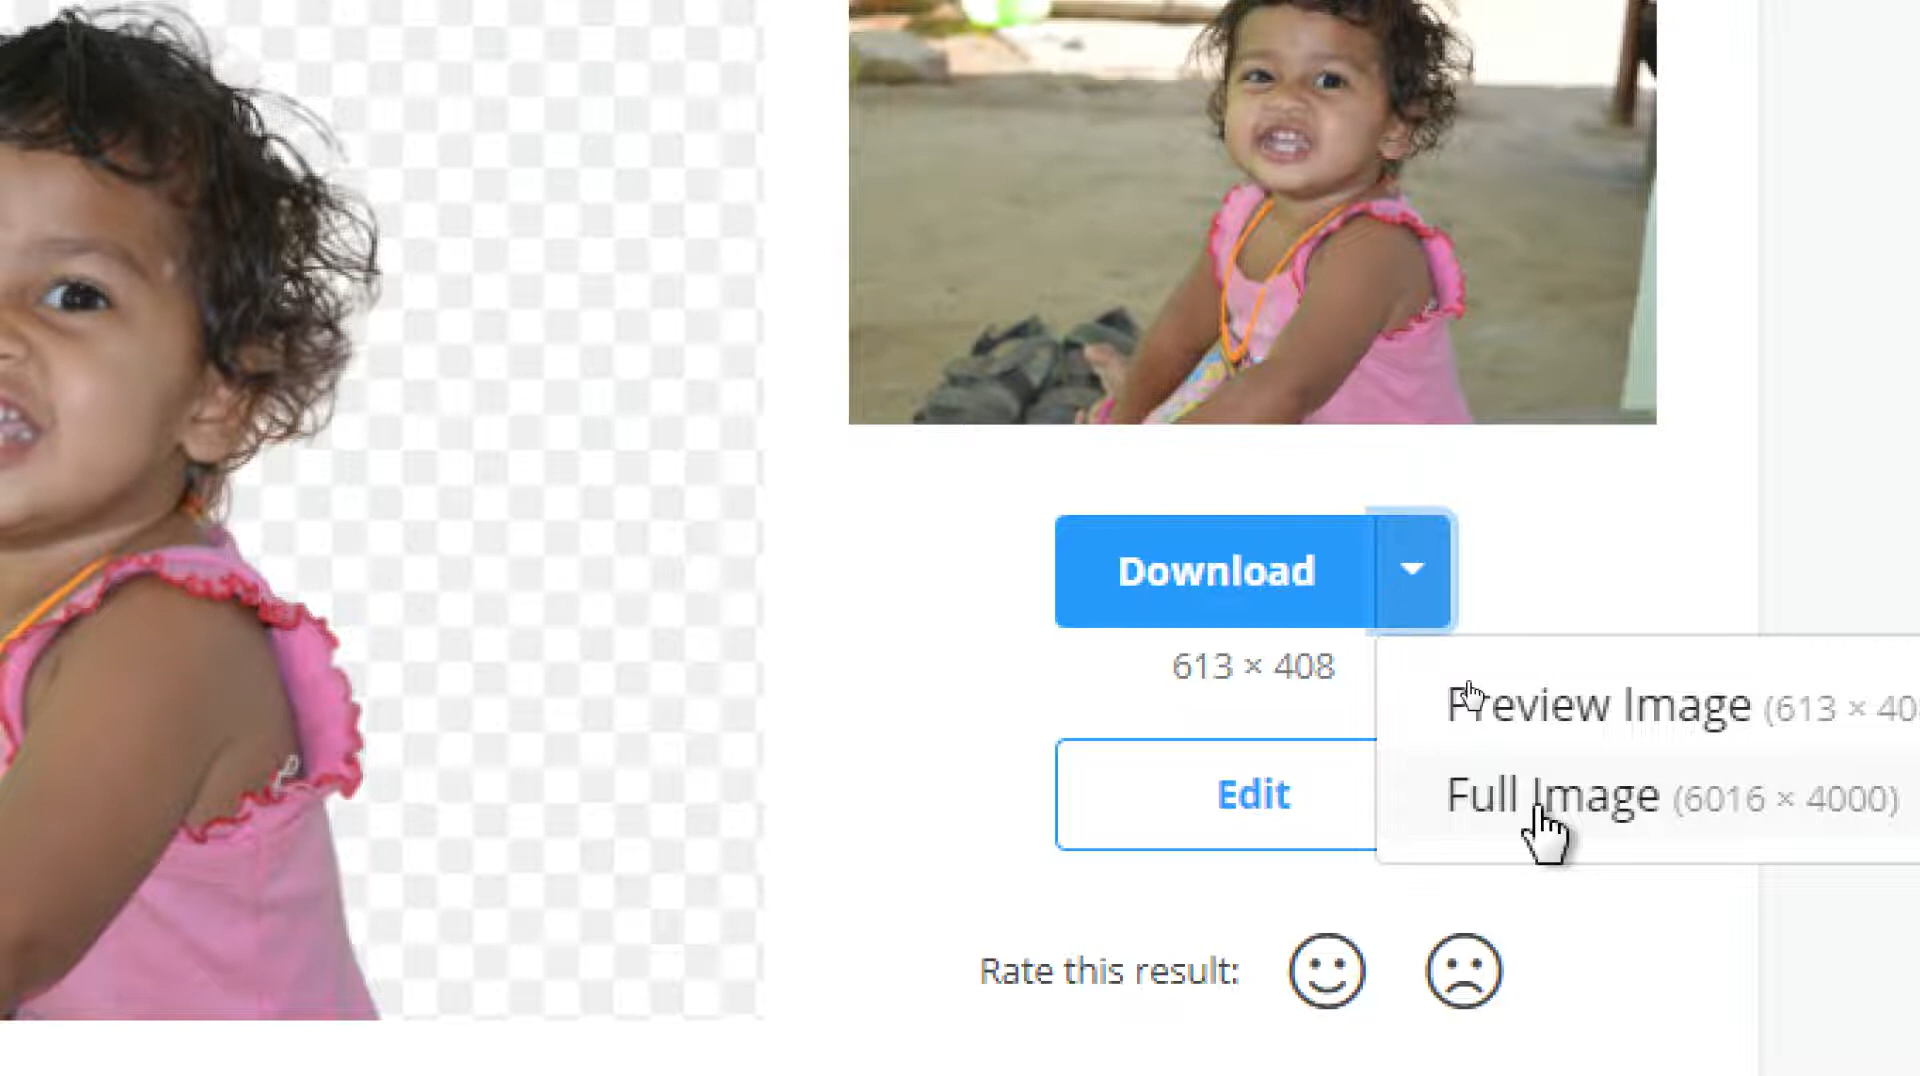 Download
613 × 408
Preview Image (613 × 40
Edit
Full Image (6016 × 4000)
Rate this result: